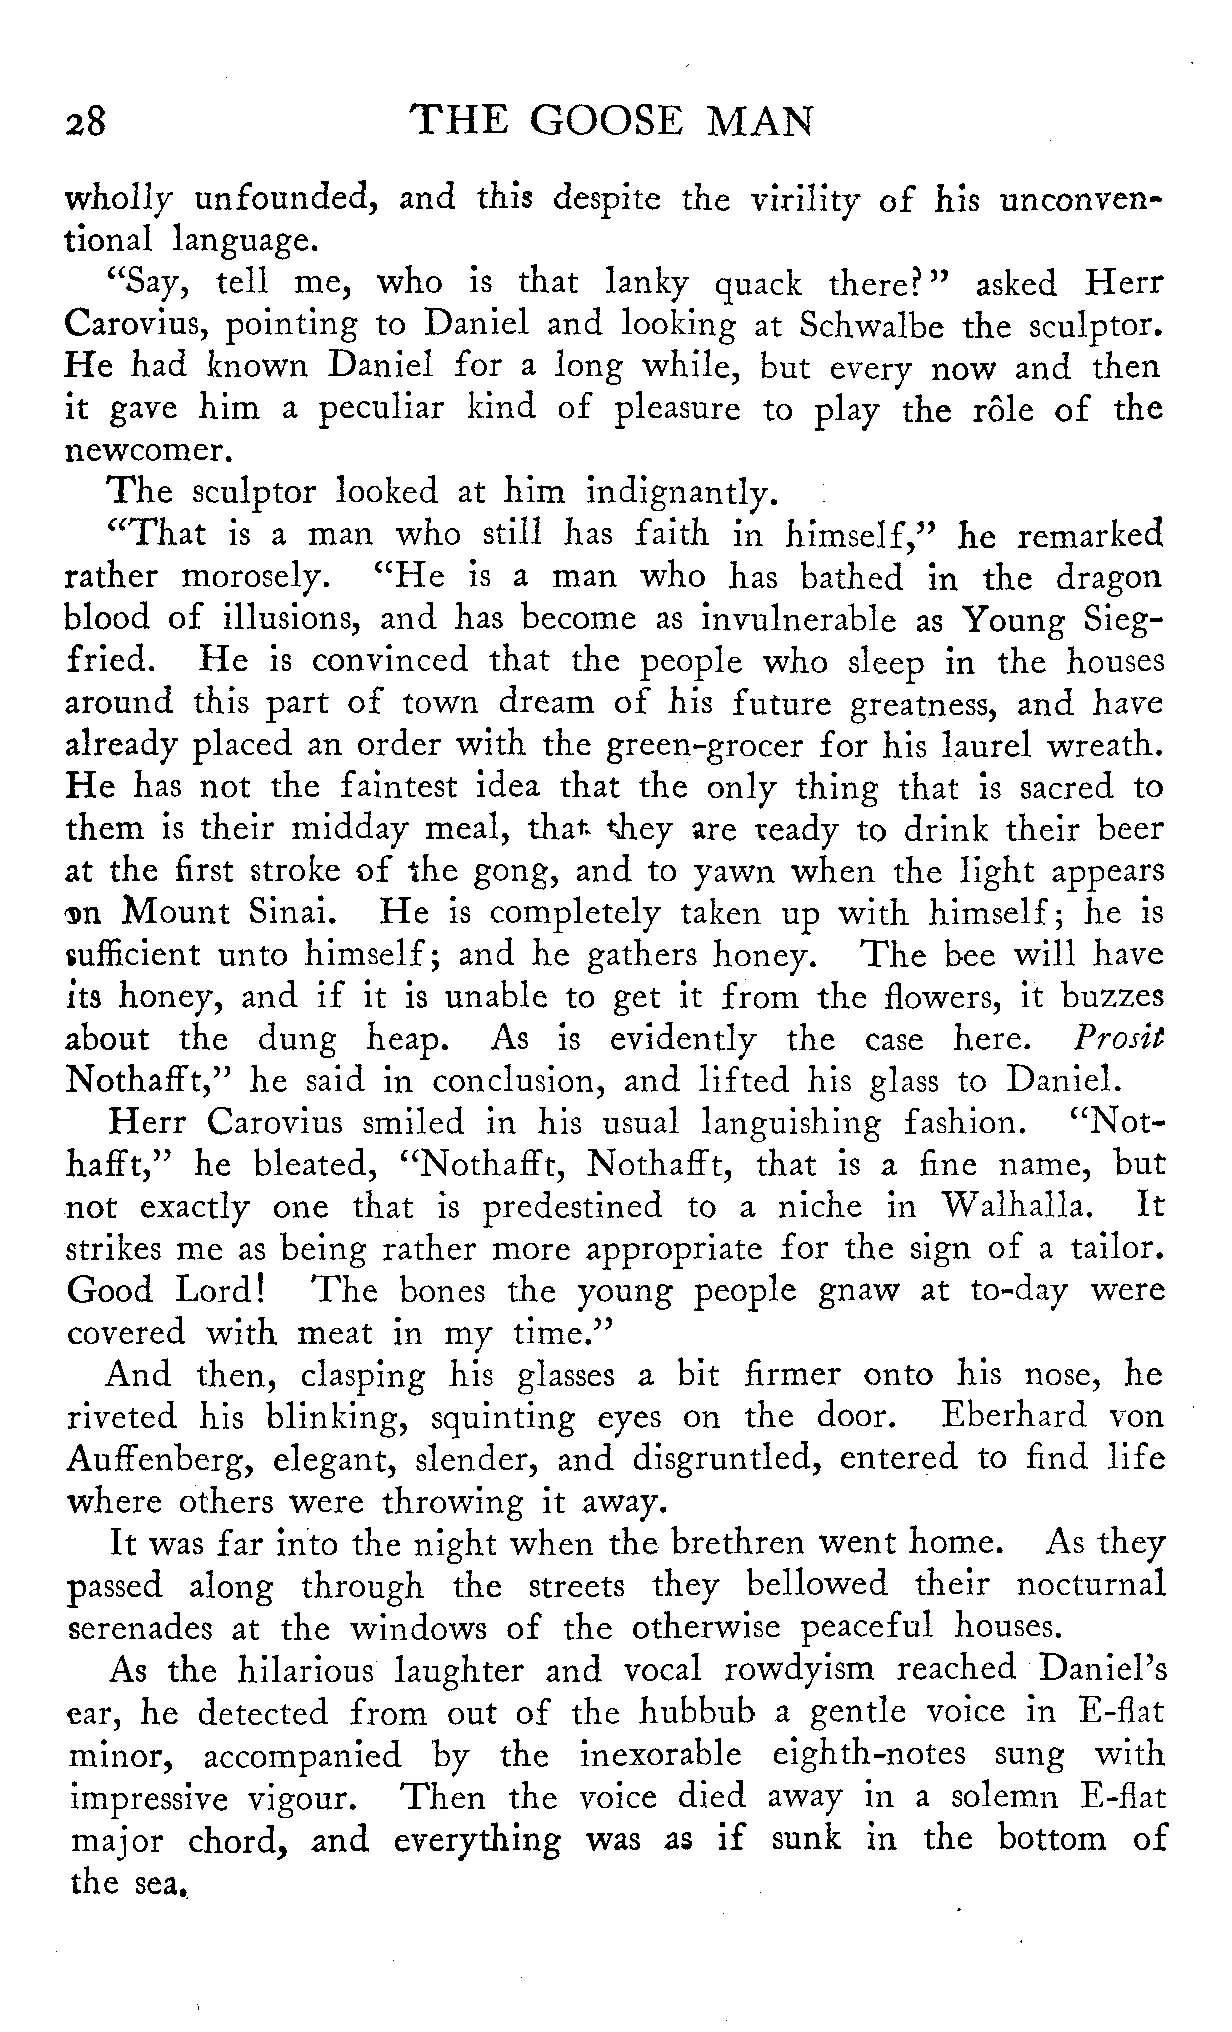 28 THE GOOSE MAN
wholly unfounded, and this despite the virility of his unconven-
tional language.
“Say, tell me, who is that lanky quack there?” asked Herr
Carovius, pointing to Daniel and looking at Schwalbe the sculptor.
He had known Daniel for a long while, but every now and then
it gave him a peculiar kind of pleasure to play the rôle of the
newcomer.
The sculptor looked at him indignantly.
“That is a man who still has faith in himself,” he remarked
rather morosely. “He is a man who has bathed in the dragon
blood of illusions, and has become as invulnerable as Young Sieg-
fried. He is convinced that the people who sleep in the houses
around this part of town dream of his future greatness, and have
already placed an order with the green-grocer for his laurel wreath.
He has not the faintest idea that the only thing that is sacred to
them is their midday meal, that they are ready to drink their beer
at the first stroke of the gong, and to yawn when the light appears
on Mount Sinai. He is completely taken up with himself; he is
sufficient unto himself; and he gathers honey. The bee will have
its honey, and if it is unable to get it from the flowers, it buzzes
about the dung heap. As is evidently the case here. Prosit
Nothafft,” he said in conclusion, and lifted his glass to Daniel.
Herr Carovius smiled in his usual languishing fashion. “Not-
hafft,” he bleated, “Nothafft, Nothafft, that is a fine name, but
not exactly one that is predestined to a niche in Walhalla. It
strikes me as being rather more appropriate for the sign of a tailor.
Good Lord! The bones the young people gnaw at to-day were
covered with meat in my time.”
And then, clasping his glasses a bit firmer onto his nose, he
riveted his blinking, squinting eyes on the door. Eberhard von
Auffenberg, elegant, slender, and disgruntled, entered to find life
where others were throwing it away.
It was far into the night when the brethren went home. As they
passed along through the streets they bellowed their nocturnal
serenades at the windows of the otherwise peaceful houses.
As the hilarious laughter and vocal rowdyism reached Daniel’s
ear, he detected from out of the hubbub a gentle voice in E-flat
minor, accompanied by the inexorable eighth-notes sung with
impressive vigour. Then the voice died away in a solemn E-flat
major chord, and everything was as if sunk in the bottom of
the sea.